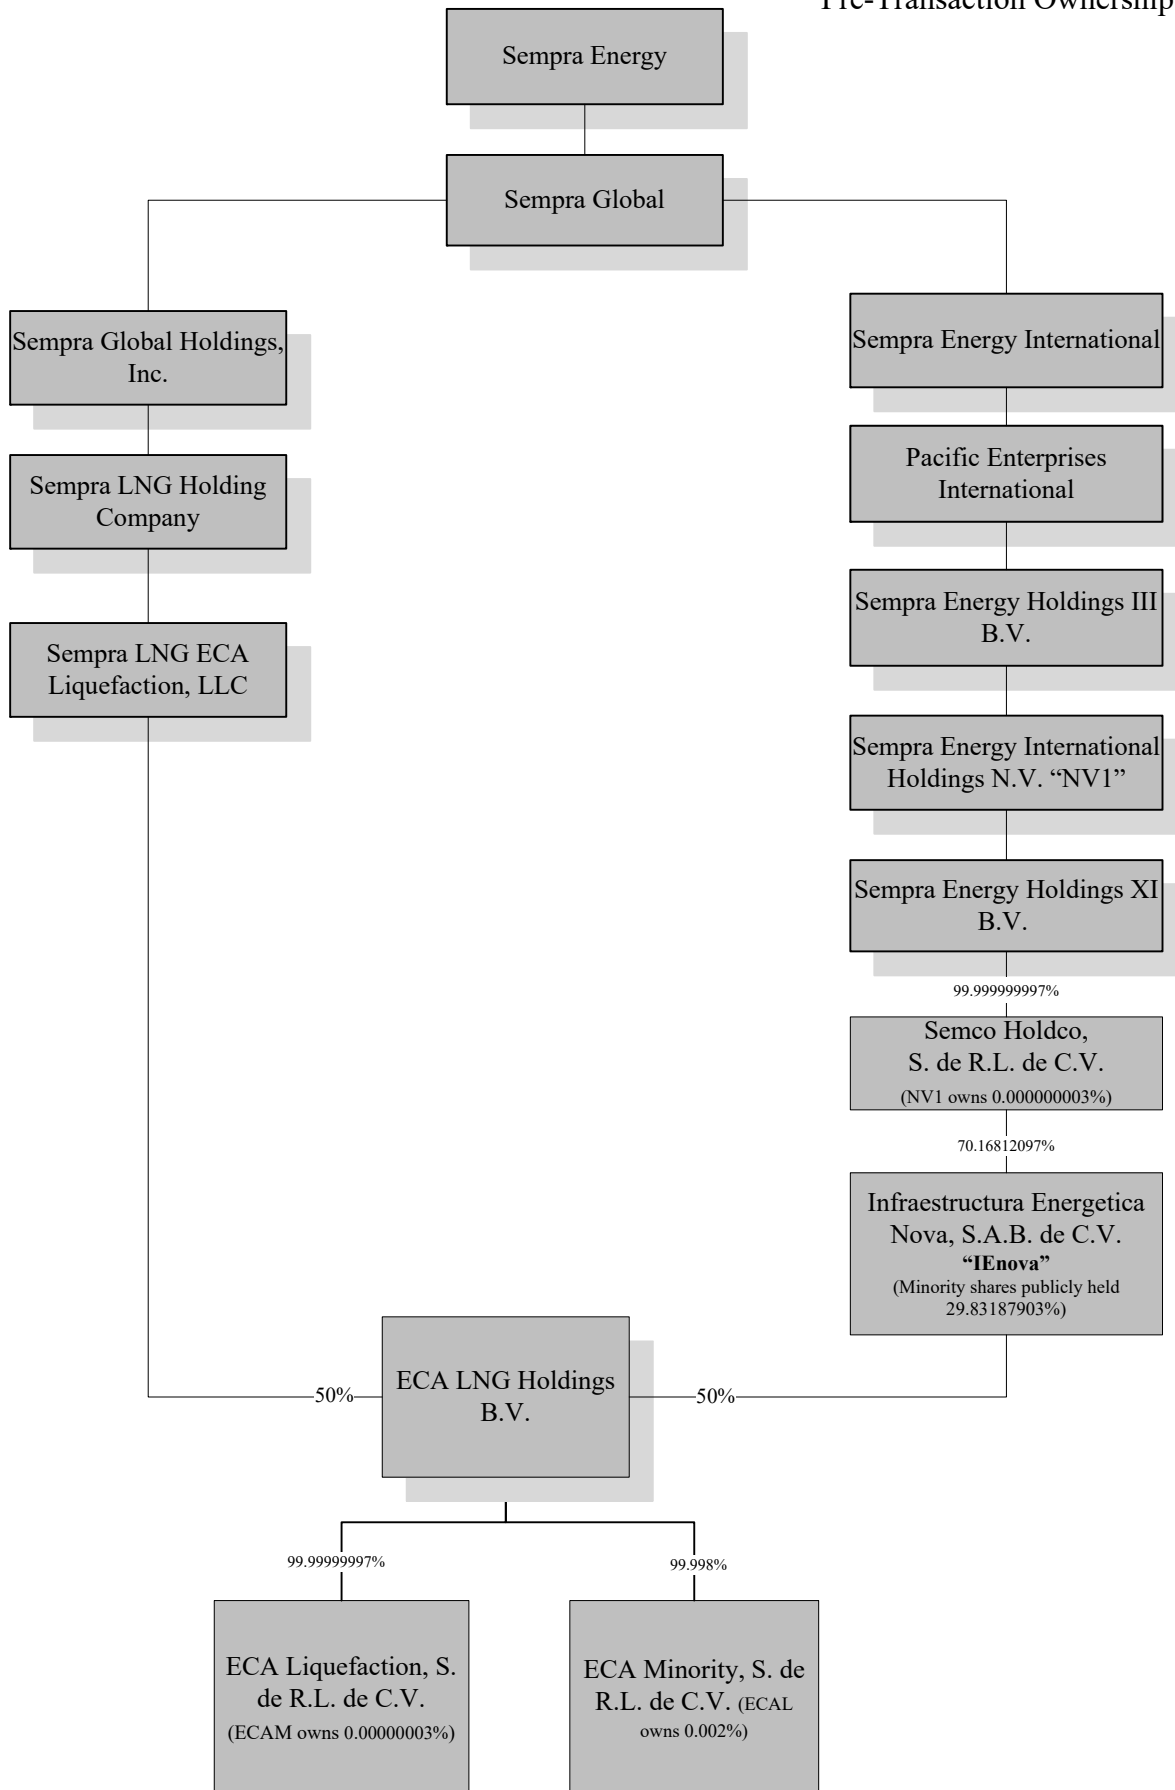 Pre-Transaction Ownership
Sempra Energy
Sempra Global
Sempra Global Holdings,
Inc.
Sempra LNG Holding
Company
Sempra LNG ECA
Liquefaction, LLC
Sempra Energy International
Pacific Enterprises
International
Sempra Energy Holdings III
B.V.
Sempra Energy International
Holdings N.V. “NV1”
Sempra Energy Holdings XI
B.V.
99.999999997%
Semco Holdco,
S. de R.L. de C.V.
(NV1 owns 0.000000003%)
70.16812097%
Infraestructura Energetica
Nova, S.A.B. de C.V.
“IEnova”
(Minority shares publicly held
29.83187903%)
50%
ECA LNG Holdings
B.V.
50%
99.99999997%
99.998%
ECA Liquefaction, S.
de R.L. de C.V.
(ECAM owns 0.00000003%)
ECA Minority, S. de
R.L. de C.V. (ECAL
owns 0.002%)